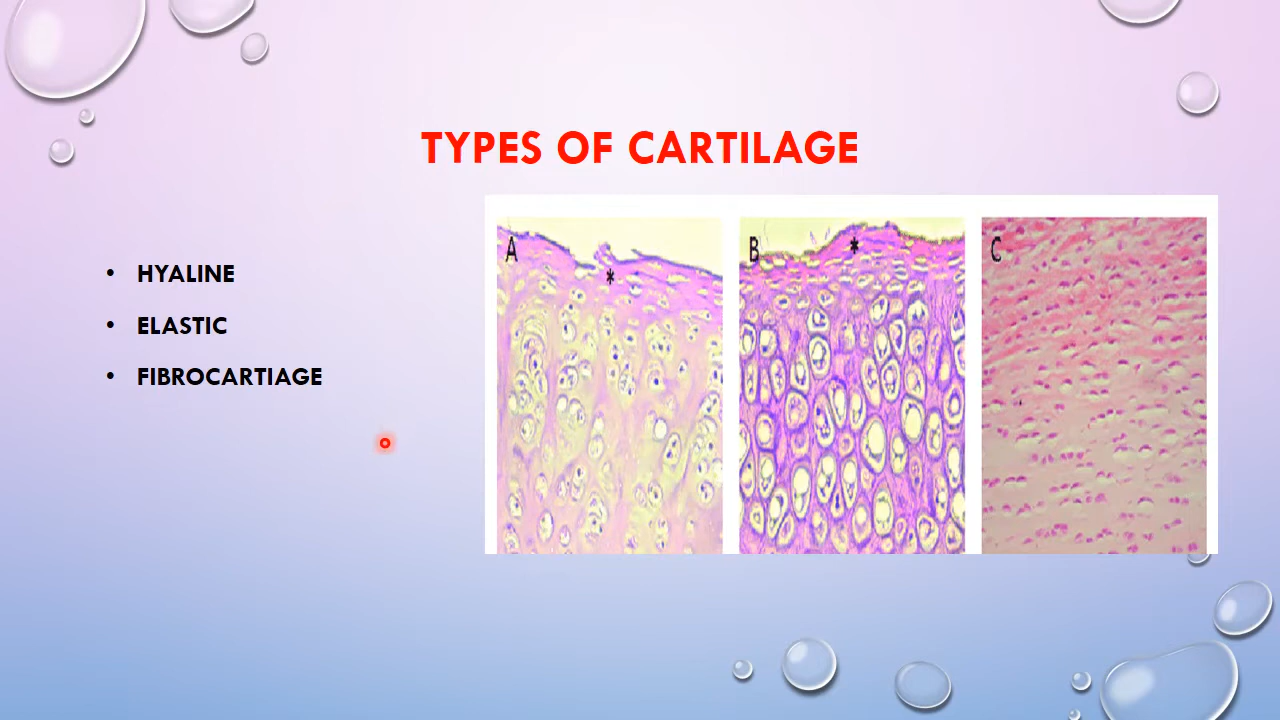 TYPES OF CARTILAGE
• HYALINE
• ELASTIC
• FIBROCARTIAGE
A
*
B
*
C